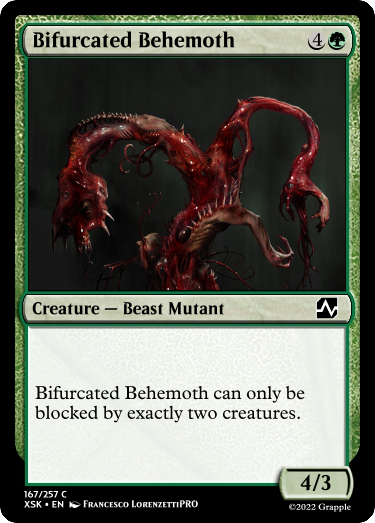 Bifurcated Behemoth 4
Creature — Beast Mutant
Bifurcated Behemoth can only be
blocked by exactly two creatures.
4/3
167/257 C
XSK • EN Francesco LorenzettiPRO
©2022 Grapple